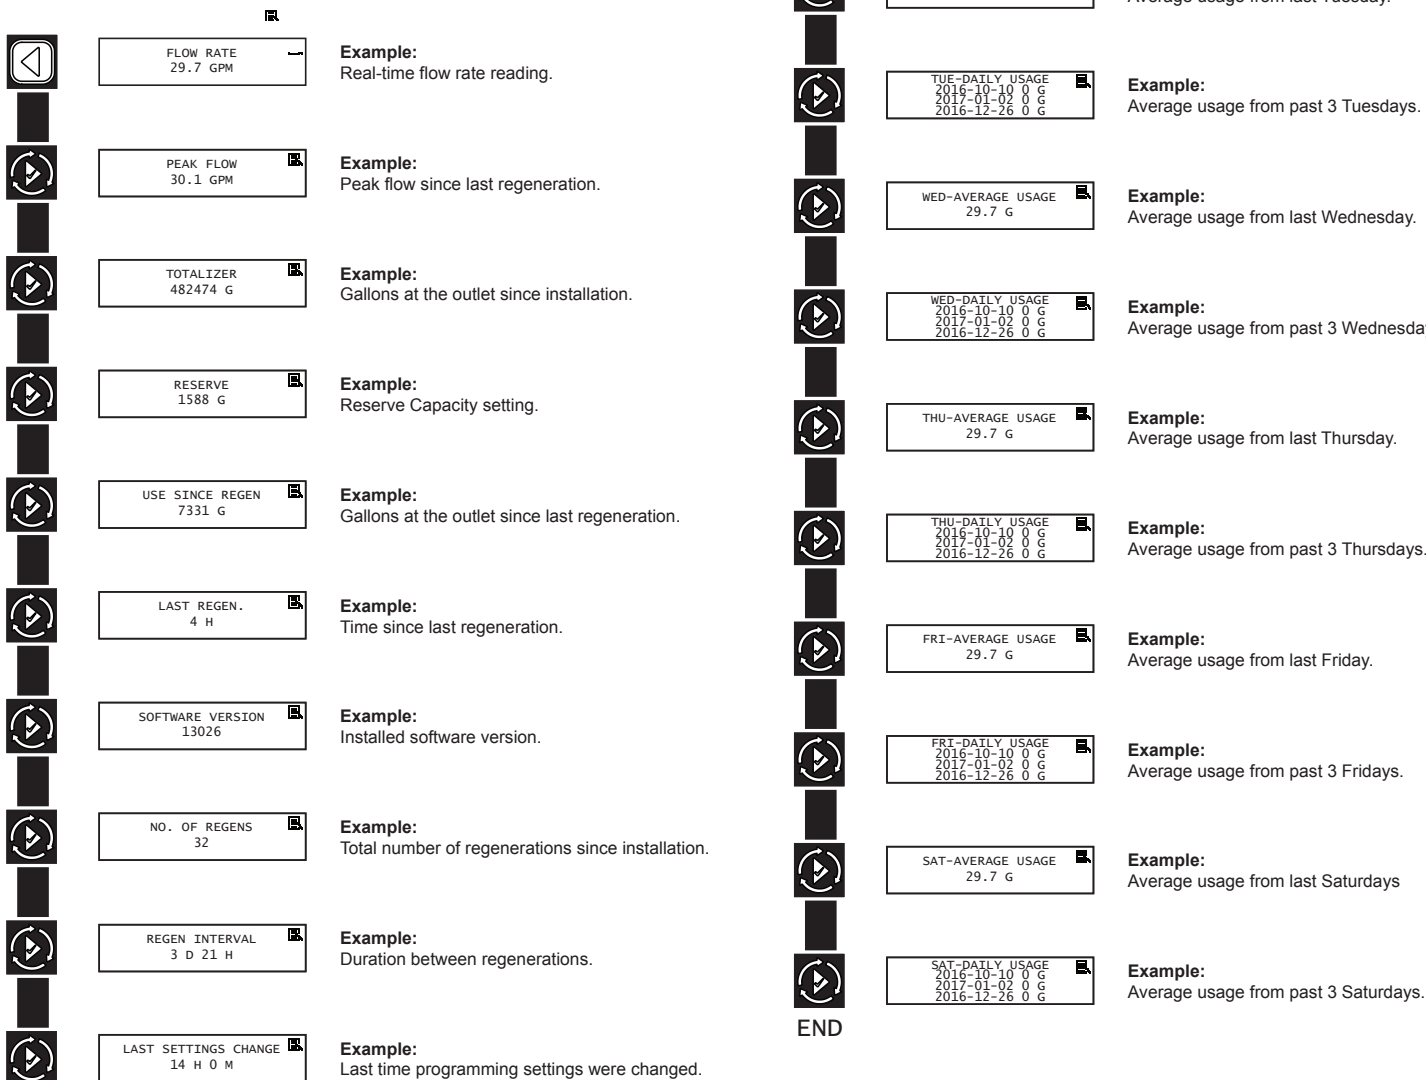 FLOW RATE
29.7 GPM
Example:
Real-time flow rate reading.
PEAK FLOW
30.1 GPM
Example:
Peak flow since last regeneration.
TOTALIZER
482474 G
Example:
Gallons at the outlet since installation.
RESERVE
1588 G
Example:
Reserve Capacity setting.
USE SINCE REGEN
7331 G
Example:
Gallons at the outlet since last regeneration.
LAST REGEN.
4 H
Example:
Time since last regeneration.
SOFTWARE VERSION
13026
Example:
Installed software version.
NO. OF REGENS
32
Example:
Total number of regenerations since installation.
REGEN INTERVAL
3 D 21 H
Example:
Duration between regenerations.
LAST SETTINGS CHANGE
14 H 0 M
Example:
Last time programming settings were changed.
Average usage from last Tuesday.
TUE-DAILY USAGE
2016-10-10 0 G
2017-01-02 0 G
2016-12-26 0 G
Example:
Average usage from past 3 Tuesdays.
WED-AVERAGE USAGE
29.7 G
Example:
Average usage from last Wednesday.
WED-DAILY USAGE
2016-10-10 0 G
2017-01-02 0 G
2016-12-26 0 G
Example:
Average usage from past 3 Wednesda
THU-AVERAGE USAGE
29.7 G
Example:
Average usage from last Thursday.
THU-DAILY USAGE
2016-10-10 0 G
2017-01-02 0 G
2016-12-26 0 G
Example:
Average usage from past 3 Thursdays.
FRI-AVERAGE USAGE
29.7 G
Example:
Average usage from last Friday.
FRI-DAILY USAGE
2016-10-10 0 G
2017-01-02 0 G
2016-12-26 0 G
Example:
Average usage from past 3 Fridays.
SAT-AVERAGE USAGE
29.7 G
Example:
Average usage from last Saturdays
SAT-DAILY USAGE
2016-10-10 0 G
2017-01-02 0 G
2016-12-26 0 G
Example:
Average usage from past 3 Saturdays.
END